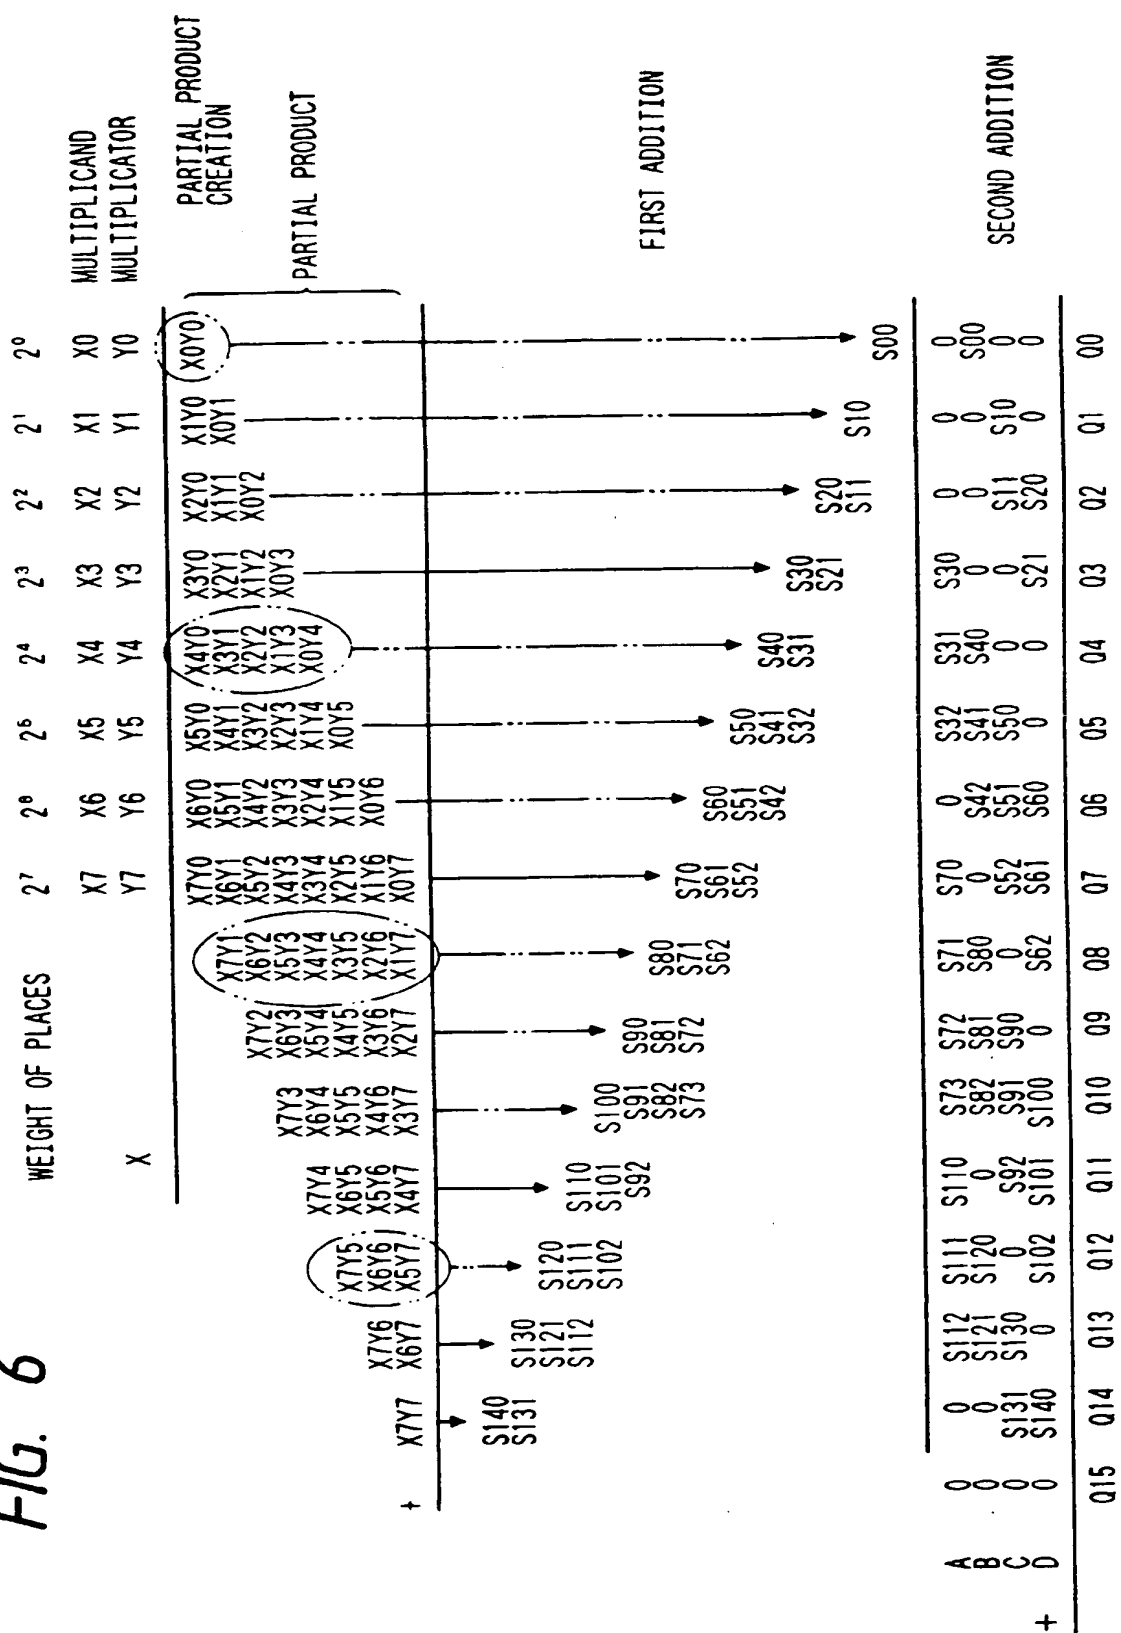 FIG. 6
WEIGHT OF PLACES 2⁷ 2⁶ 2⁵ 2⁴ 2³ 2² 2¹ 2⁰
X7 X6 X5 X4 X3 X2 X1 X0 MULTIPLICAND
X Y7 Y6 Y5 Y4 Y3 Y2 Y1 Y0 MULTIPLICATOR
PARTIAL PRODUCT
CREATION
X7Y0 X6Y0 X5Y0 X4Y0 X3Y0 X2Y0 X1Y0 X0Y0
X7Y1 X6Y1 X5Y1 X4Y1 X3Y1 X2Y1 X1Y1 X0Y1
X7Y2 X6Y2 X5Y2 X4Y2 X3Y2 X2Y2 X1Y2 X0Y2
X7Y3 X6Y3 X5Y3 X4Y3 X3Y3 X2Y3 X1Y3 X0Y3
PARTIAL PRODUCT
X7Y4 X6Y4 X5Y4 X4Y4 X3Y4 X2Y4 X1Y4 X0Y4
X7Y5 X6Y5 X5Y5 X4Y5 X3Y5 X2Y5 X1Y5 X0Y5
X7Y6 X6Y6 X5Y6 X4Y6 X3Y6 X2Y6 X1Y6 X0Y6
+ X7Y7 X6Y7 X5Y7 X4Y7 X3Y7 X2Y7 X1Y7 X0Y7
FIRST ADDITION
S140 S130 S120 S110 S100 S90 S80 S70 S60 S50 S40 S30 S20 S10 S00
S131 S121 S111 S101 S91 S81 S71 S61 S51 S41 S31 S21 S11
S112 S102 S92 S82 S72 S62 S52 S42 S32
S73
SECOND ADDITION
A 0 0 S112 S111 S110 S73 S72 S71 S70 0 S32 S31 S30 0 0 0
B 0 0 S121 S120 0 S82 S81 S80 0 S42 S41 S40 0 0 0 S00
C 0 S131 S130 0 S92 S91 S90 0 S52 S51 S50 0 0 S11 S10 0
+ D 0 S140 0 S102 S101 S100 0 S62 S61 S60 0 0 S21 S20 0 0
Q15 Q14 Q13 Q12 Q11 Q10 Q9 Q8 Q7 Q6 Q5 Q4 Q3 Q2 Q1 Q0